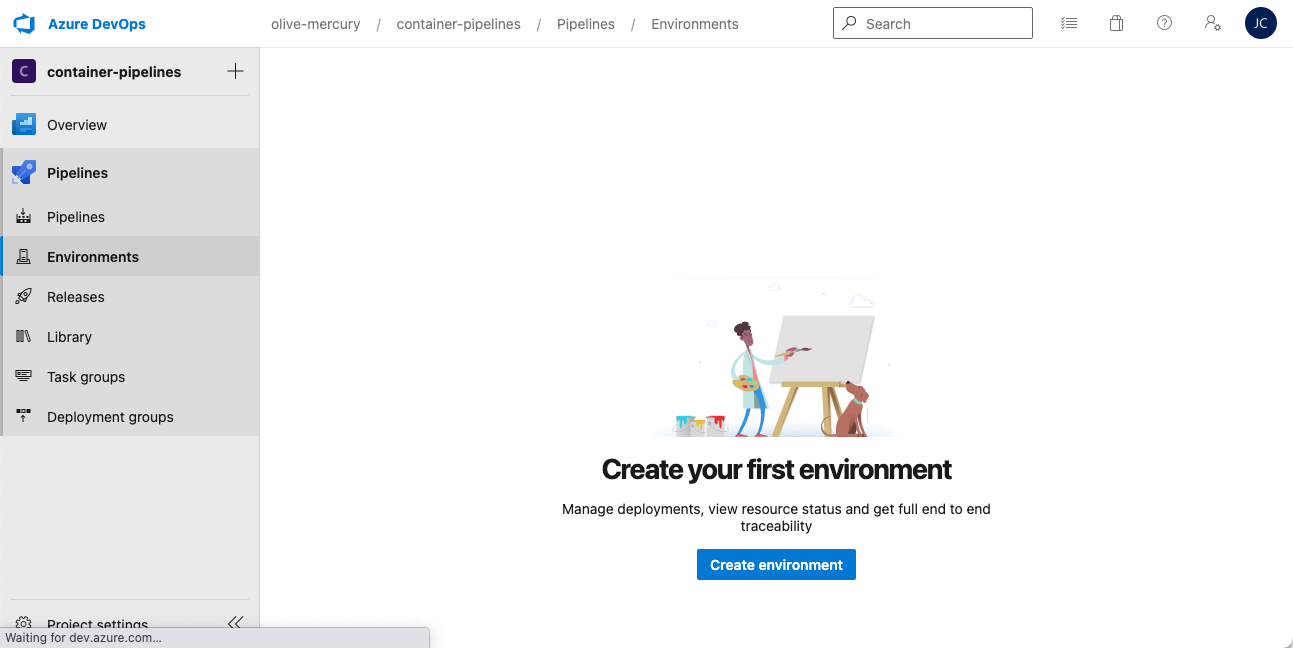 Azure DevOps
olive-mercury / container-pipelines / Pipelines / Environments
Search
JC
C container-pipelines
Overview
Pipelines
Pipelines
Environments
Releases
Library
Task groups
Deployment groups
Create your first environment
Manage deployments, view resource status and get full end to end
traceability
Create environment
Project settings
Waiting for dev.azure.com...